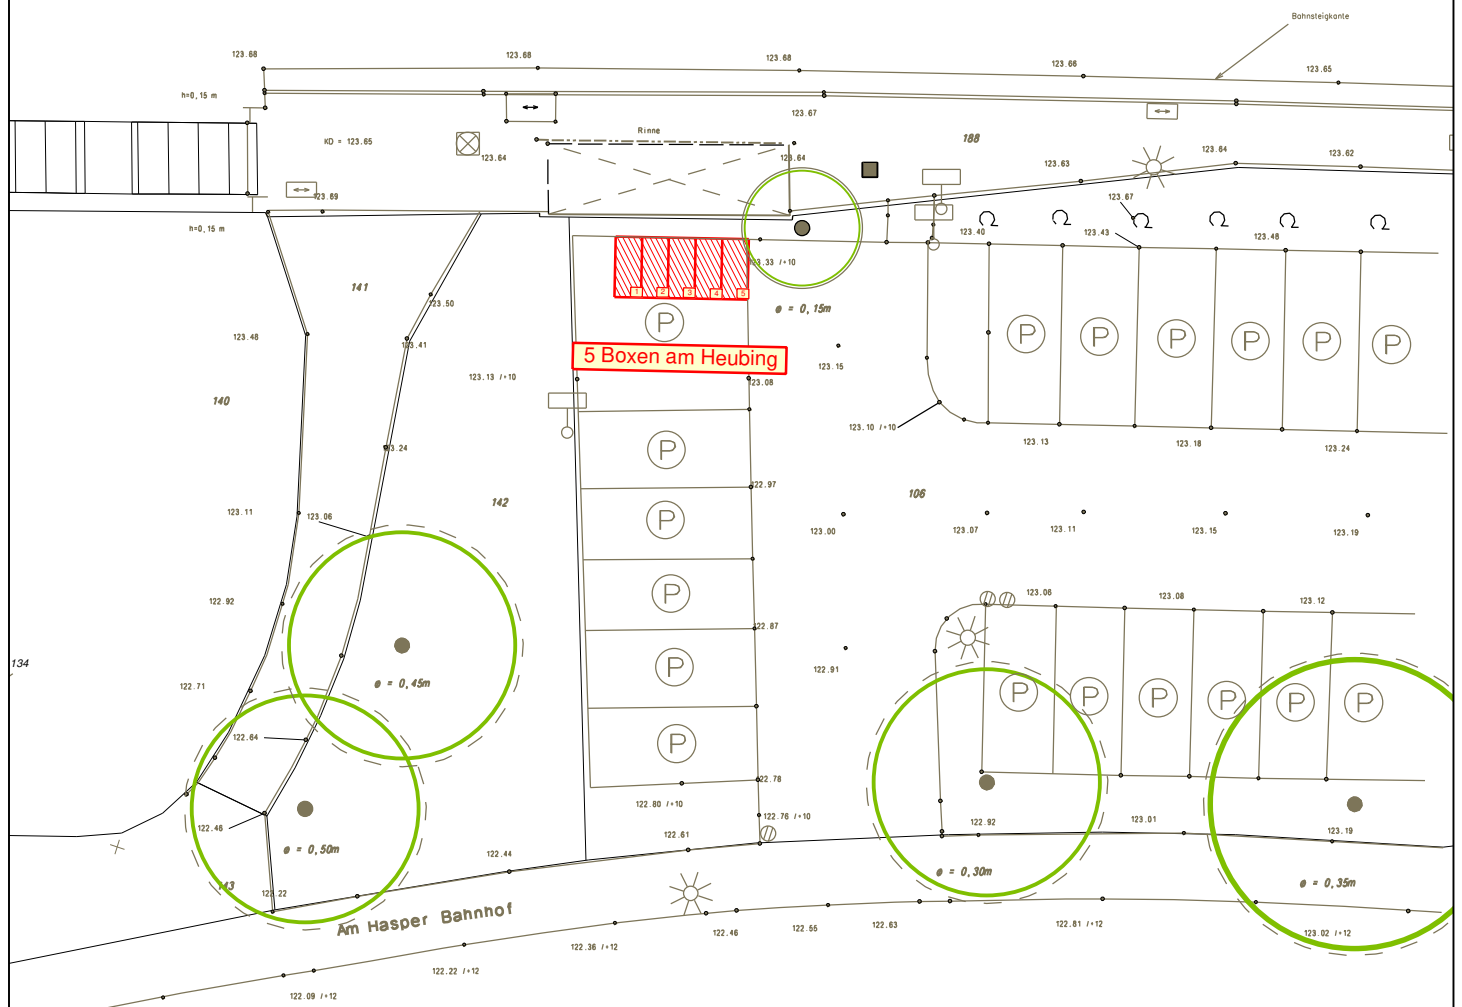 Bahnsteigkante
123.68
123.68
123.68
123.66
123.65
h=0,15 m
123.67
Rinne
188
KD = 123.65
123.64
123.64
123.63
123.64
123.62
123.69
123.67
h=0,15 m
123.40
123.43
123.48
123.33 /+10
141
1
2
3
4
5
123.50
ø = 0,15m
P
123.48
123.41
P
P
P
P
P
P
5 Boxen am Heubing
123.15
123.13 /+10
123.08
140
123.10 /+10
123.13
123.18
123.24
123.24
P
123.11
123.06
142
122.97
106
P
123.00
123.07
123.11
123.15
123.19
122.92
P
123.06
123.08
123.12
122.87
134
122.71
ø = 0,45m
P
122.91
P
P
P
P
P
P
122.64
P
122.78
122.46
122.80 /+10
122.76 /+10
122.92
123.01
123.19
ø = 0,50m
122.44
122.61
143
123.22
ø = 0,30m
ø = 0,35m
Am Hasper Bahnhof
122.36 /+12
122.46
122.55
122.63
122.81 /+12
123.02 /+12
122.22 /+12
122.09 /+12